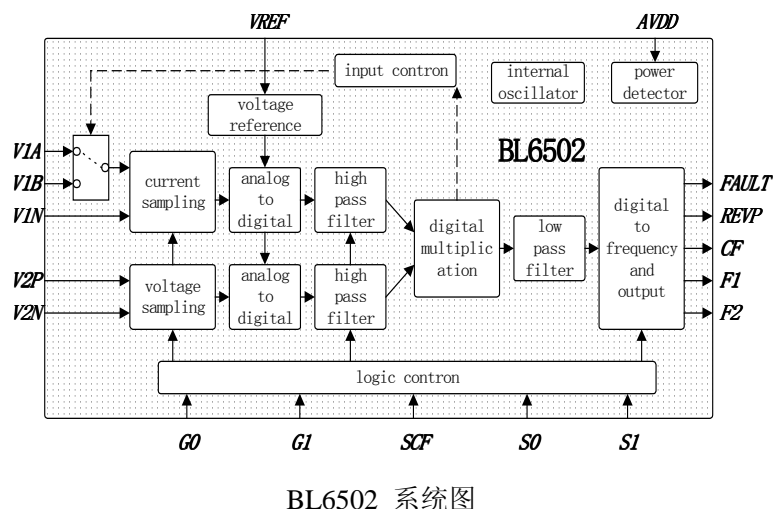 VREF
AVDD
input contron
internal
oscillator
power
detector
voltage
reference
BL6502
V1A
V1B
V1N
V2P
V2N
current
sampling
analog
to
digital
high
pass
filter
voltage
sampling
analog
to
digital
high
pass
filter
digital
multiplic
ation
low
pass
filter
digital
to
frequency
and
output
FAULT
REVP
CF
F1
F2
logic contron
G0
G1
SCF
S0
S1
BL6502 系统图